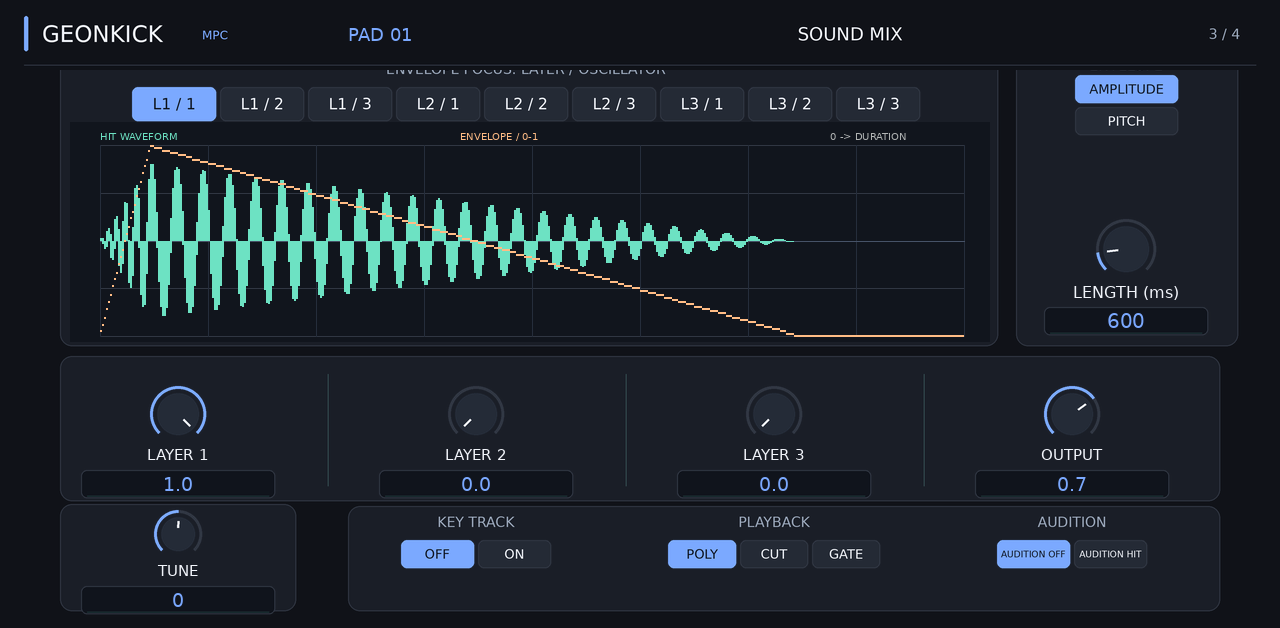 GEONKICK MPC PAD 01 SOUND MIX 3 / 4
ENVELOPE FOCUS: LAYER / OSCILLATOR
L1 / 1 L1 / 2 L1 / 3 L2 / 1 L2 / 2 L2 / 3 L3 / 1 L3 / 2 L3 / 3
HIT WAVEFORM ENVELOPE / 0-1 0 -> DURATION
AMPLITUDE
PITCH
LENGTH (ms)
600
LAYER 1 LAYER 2 LAYER 3 OUTPUT
1.0 0.0 0.0 0.7
TUNE
0
KEY TRACK PLAYBACK AUDITION
OFF ON POLY CUT GATE AUDITION OFF AUDITION HIT